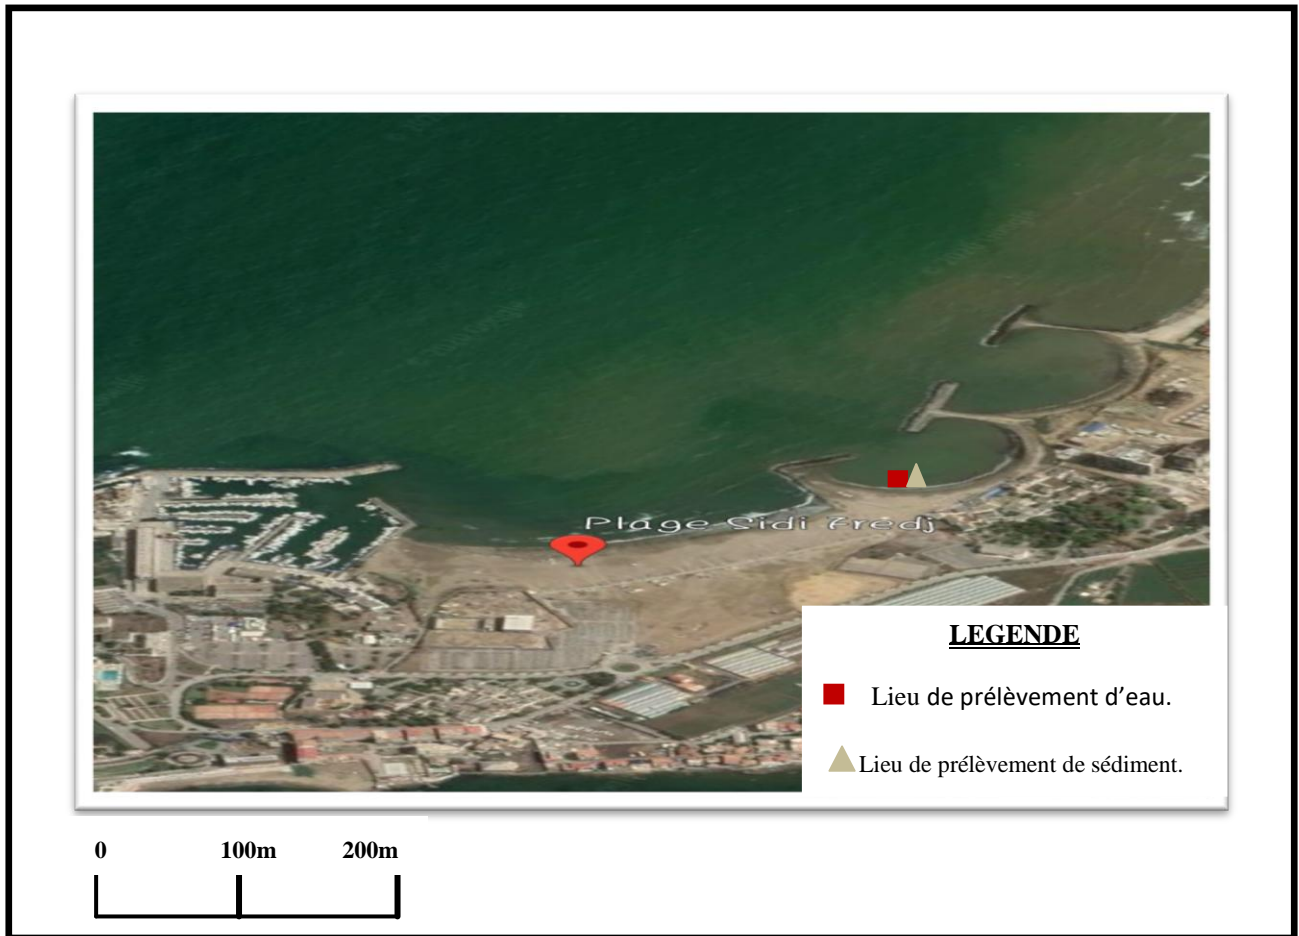 Plage Sidi Fredj
LEGENDE
Lieu de prélèvement d'eau.
Lieu de prélèvement de sédiment.
0 100m 200m